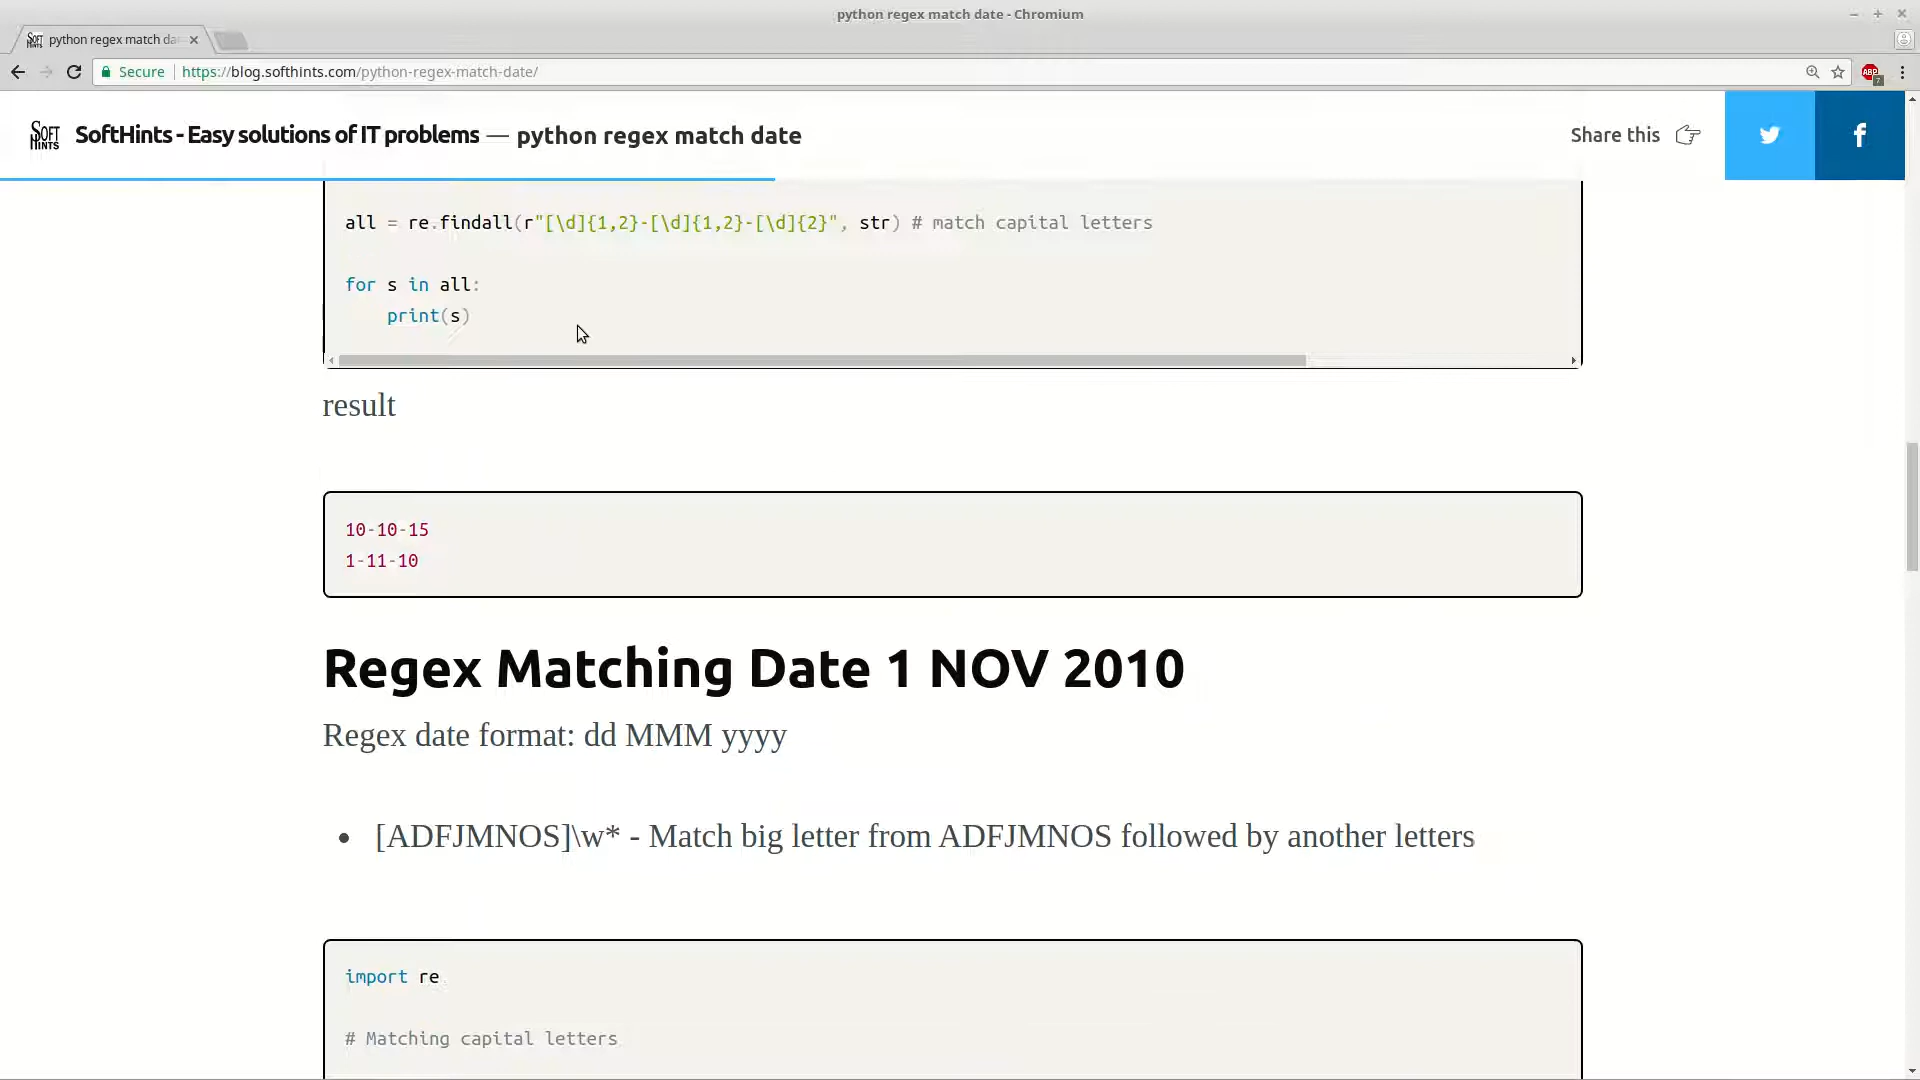 python regex match date - Chromium
python regex match da
Secure https://blog.softhints.com/python-regex-match-date/
ABP
7
SOFT HINTS
SoftHints - Easy solutions of IT problems — python regex match date
Share this
all = re.findall(r"[\d]{1,2}-[\d]{1,2}-[\d]{2}", str) # match capital letters
for s in all:
print(s)
result
10-10-15
1-11-10
Regex Matching Date 1 NOV 2010
Regex date format: dd MMM yyyy
• [ADFJMNOS]\w* - Match big letter from ADFJMNOS followed by another letters
import re
# Matching capital letters